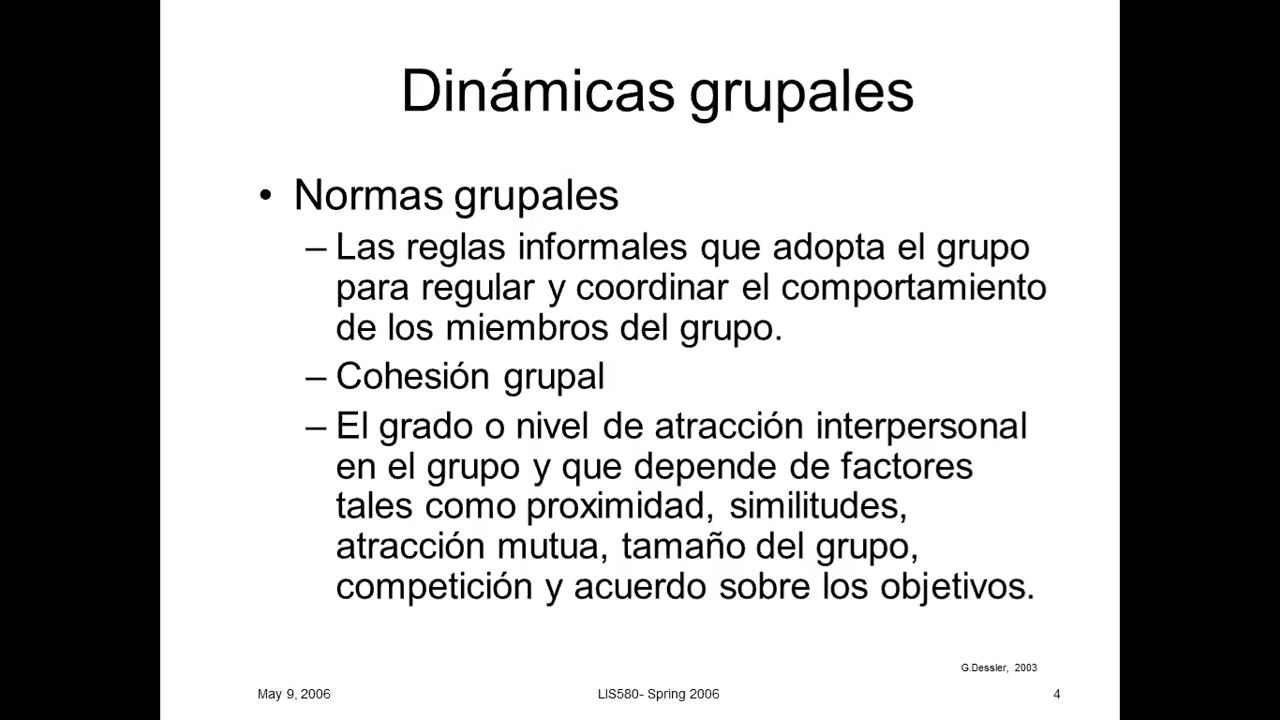 Dinámicas grupales
• Normas grupales
– Las reglas informales que adopta el grupo
para regular y coordinar el comportamiento
de los miembros del grupo.
– Cohesión grupal
– El grado o nivel de atracción interpersonal
en el grupo y que depende de factores
tales como proximidad, similitudes,
atracción mutua, tamaño del grupo,
competición y acuerdo sobre los objetivos.
G.Dessler, 2003
May 9, 2006 LIS580- Spring 2006 4